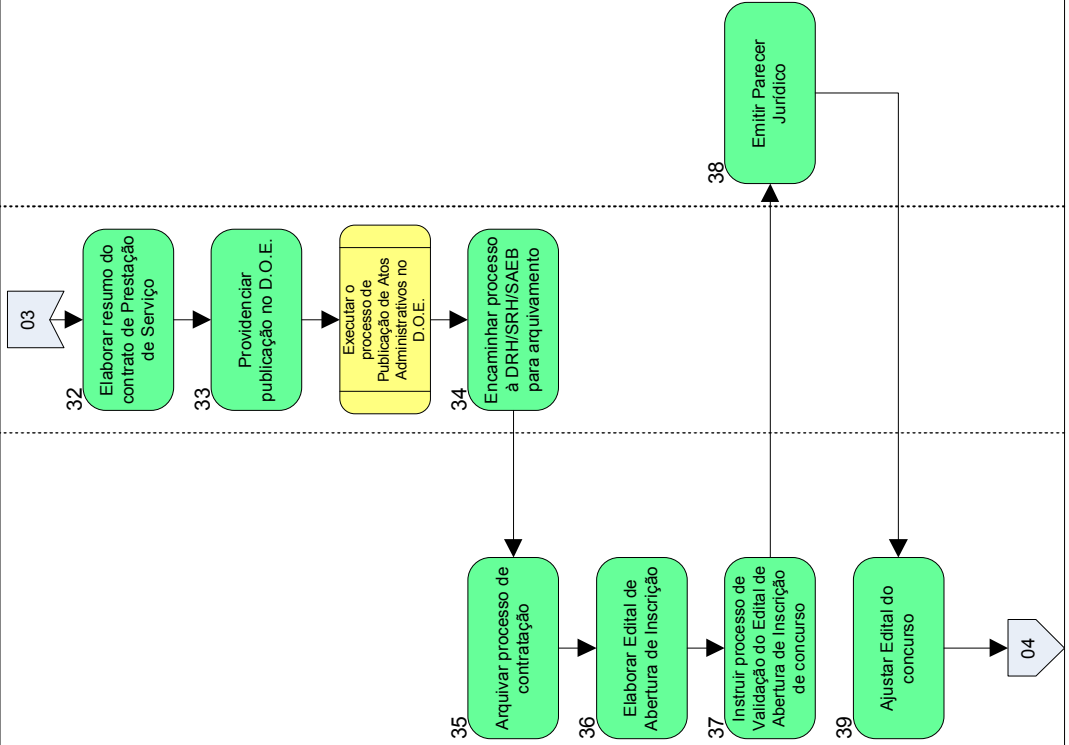 03
32
Elaborar resumo do
contrato de Prestação
de Serviço
33
Providenciar
publicação no D.O.E.
Executar o
processo de
Publicação de Atos
Administrativos no
D.O.E.
34
Encaminhar processo
à DRH/SRH/SAEB
para arquivamento
35
Arquivar processo de
contratação
36
Elaborar Edital de
Abertura de Inscrição
37
Instruir processo de
Validação do Edital de
Abertura de Inscrição
de concurso
38
Emitir Parecer
Jurídico
39
Ajustar Edital do
concurso
04